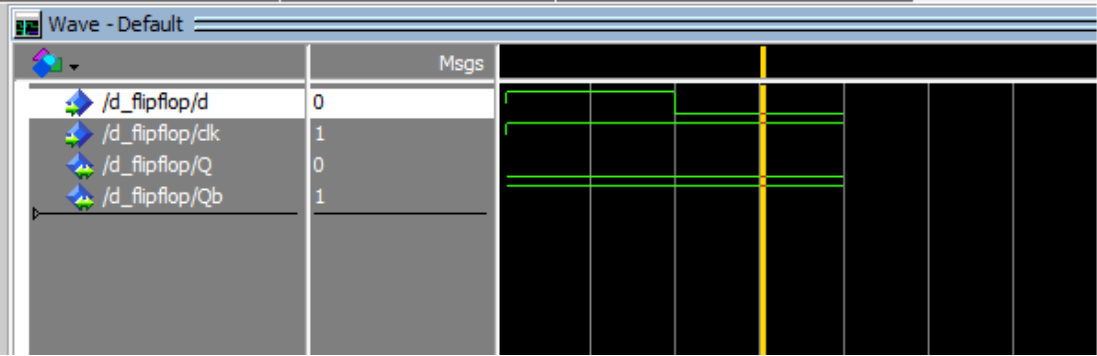 Wave - Default
Msgs
/d_flipflop/d 0
/d_flipflop/clk 1
/d_flipflop/Q 0
/d_flipflop/Qb 1